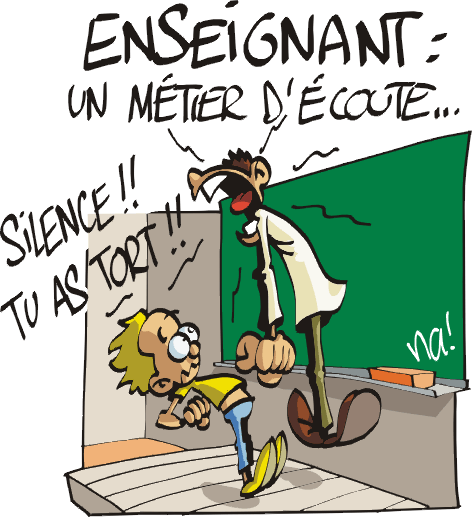 ENSEIGNANT :
UN MÉTIER D'ÉCOUTE...
SILENCE !!
TU AS TORT !!
na!